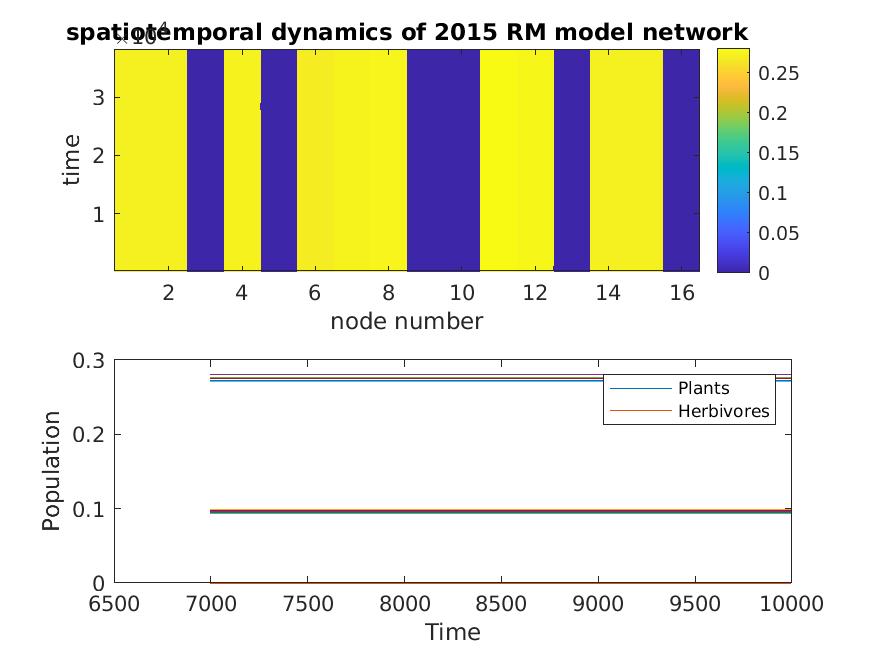 spatiotemporal dynamics of 2015 RM model network
×10⁴
3
2
1
time
2 4 6 8 10 12 14 16
node number
0.25
0.2
0.15
0.1
0.05
0
0.3
0.2
0.1
0
Population
Plants
Herbivores
6500 7000 7500 8000 8500 9000 9500 10000
Time